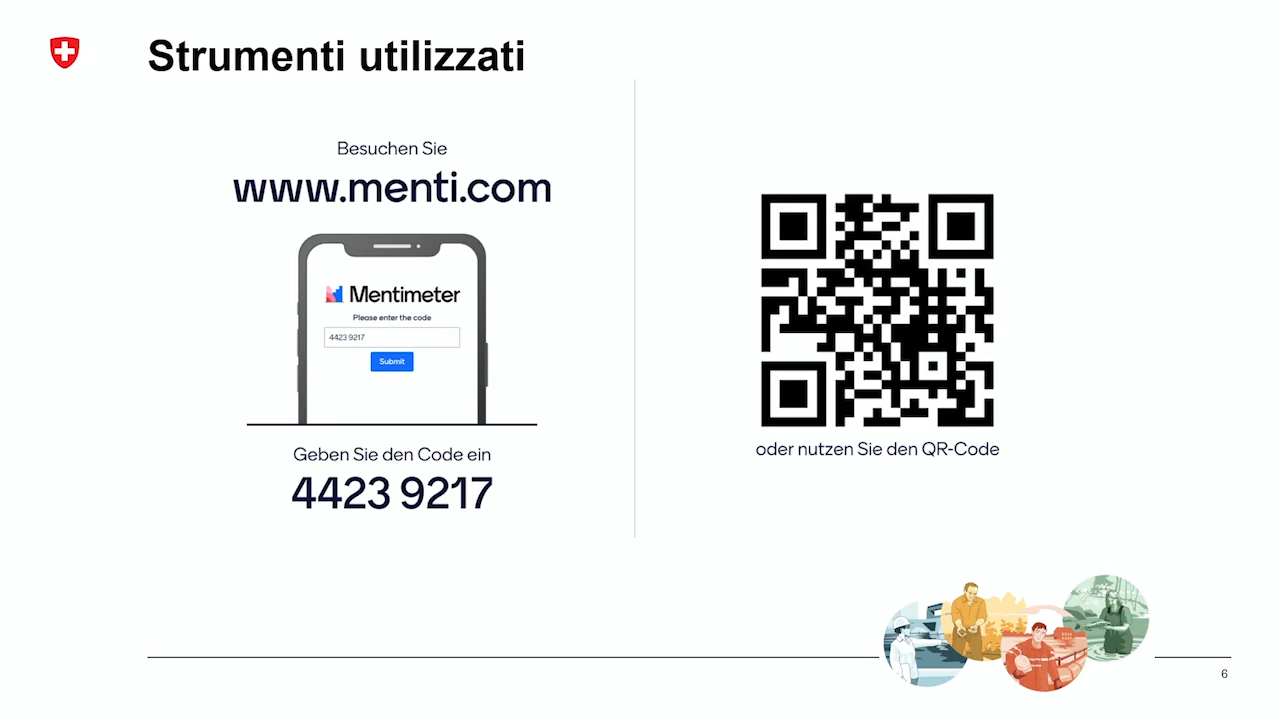 Strumenti utilizzati
Besuchen Sie
www.menti.com
Mentimeter
Please enter the code
4423 9217
Submit
Geben Sie den Code ein
4423 9217
oder nutzen Sie den QR-Code
6